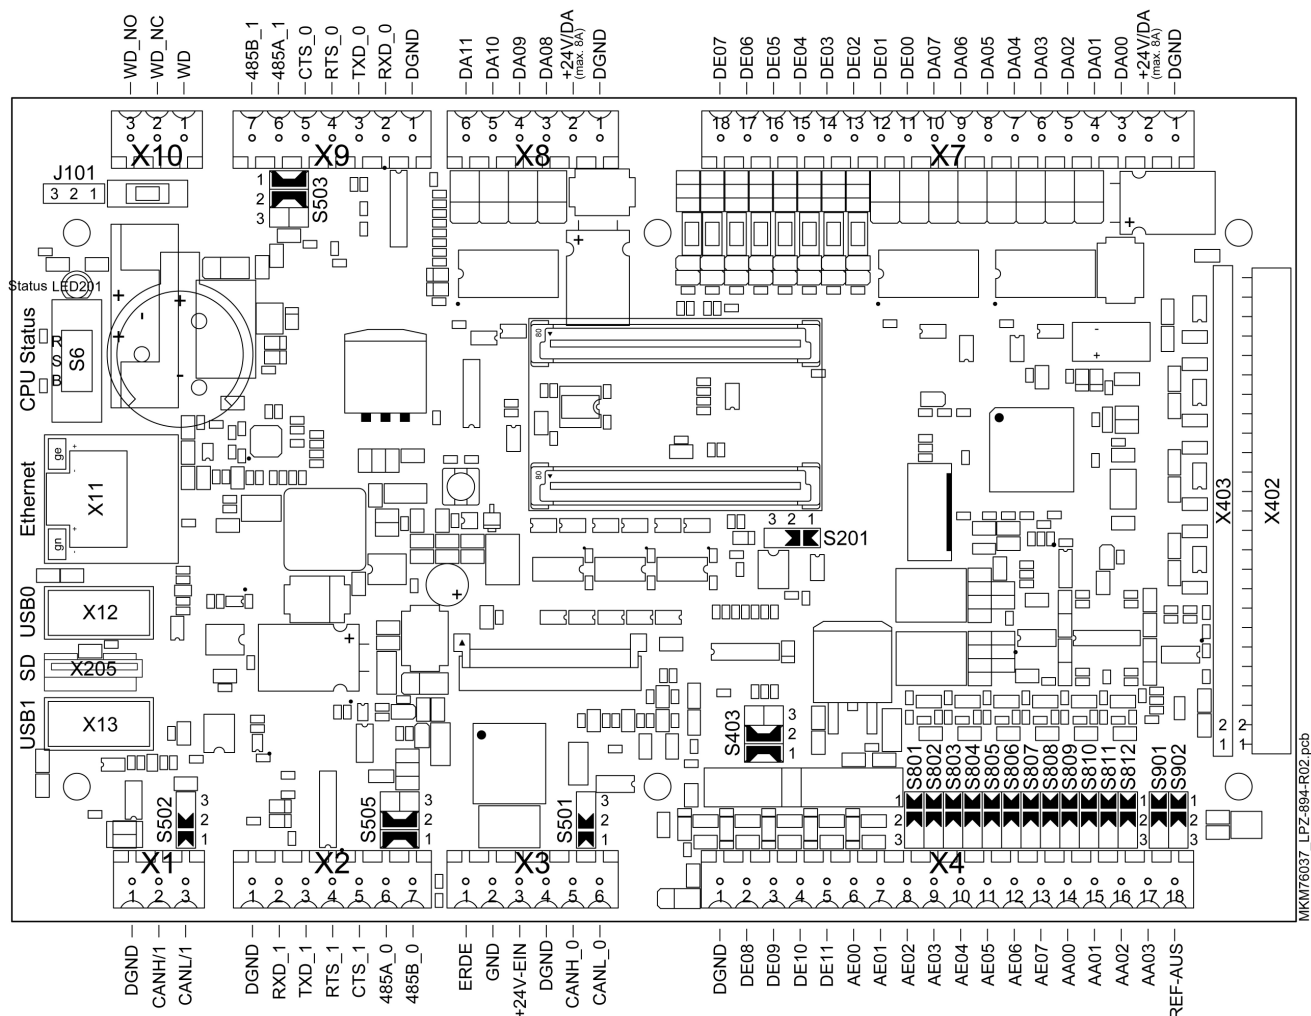 WD_NO
WD_NC
WD
485B_1
485A_1
CTS_0
RTS_0
TXD_0
RXD_0
DGND
DA11
DA10
DA09
DA08
+24V/DA
(max. 8A)
DGND
DE07
DE06
DE05
DE04
DE03
DE02
DE01
DE00
DA07
DA06
DA05
DA04
DA03
DA02
DA01
DA00
+24V/DA
(max. 8A)
DGND
3 2 1
7 6 5 4 3 2 1
6 5 4 3 2 1
18 17 16 15 14 13 12 11 10 9 8 7 6 5 4 3 2 1
X10
X9
X8
X7
J101
3 2 1
1
2
3
S503
+
+
Status LED201
+
-
+
+
-
CPU Status
R
S
B
S6
80
-
+
Ethernet
ge
+
-
X11
gn
+
-
80
X403
X402
3 2 1
S201
USB0
X12
+
+
SD
X205
USB1
X13
S403
3
2
1
2 2
1 1
S801
S802
S803
S804
S805
S806
S807
S808
S809
S810
S811
S812
S901
S902
1
2
3
1
2
3
1
2
3
S502
3
2
1
S505
3
2
1
S501
3
2
1
X1
X2
X3
X4
1 2 3
1 2 3 4 5 6 7
1 2 3 4 5 6
1 2 3 4 5 6 7 8 9 10 11 12 13 14 15 16 17 18
MKM76037_LPZ-894-R02.pcb
DGND
CANH/1
CANL/1
DGND
RXD_1
TXD_1
RTS_1
CTS_1
485A_0
485B_0
ERDE
GND
+24V-EIN
DGND
CANH_0
CANL_0
DGND
DE08
DE09
DE10
DE11
AE00
AE01
AE02
AE03
AE04
AE05
AE06
AE07
AA00
AA01
AA02
AA03
REF-AUS